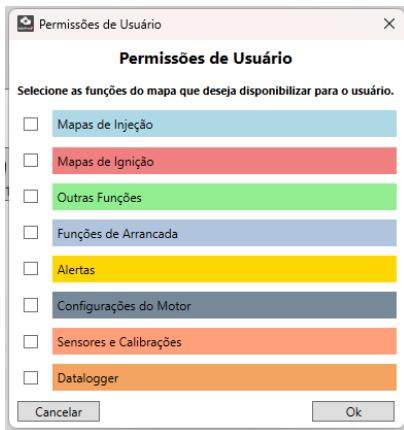 Permissões de Usuário
Permissões de Usuário
Selecione as funções do mapa que deseja disponibilizar para o usuário.
Mapas de Injeção
Mapas de Ignição
Outras Funções
Funções de Arrancada
Alertas
Configurações do Motor
Sensores e Calibrações
Datalogger
Cancelar
Ok